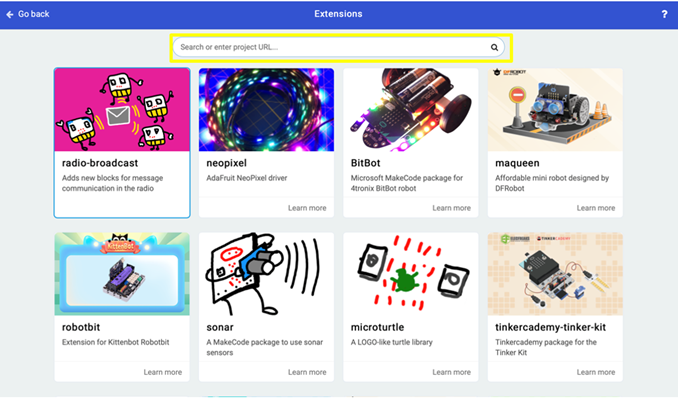 Go back
Extensions
?
Search or enter project URL...
radio-broadcast
Adds new blocks for message
communication in the radio
neopixel
AdaFruit NeoPixel driver
Learn more
BitBot
Microsoft MakeCode package for
4tronix BitBot robot
Learn more
DFROBOT
maqueen
Affordable mini robot designed by
DFRobot
Learn more
KittenBot
robotbit
Extension for Kittenbot Robotbit
Learn more
sonar
A MakeCode package to use sonar
sensors
Learn more
microturtle
A LOGO-like turtle library
Learn more
TINKERCADEMY
tinkercademy-tinker-kit
Tinkercademy package for the
Tinker Kit
Learn more